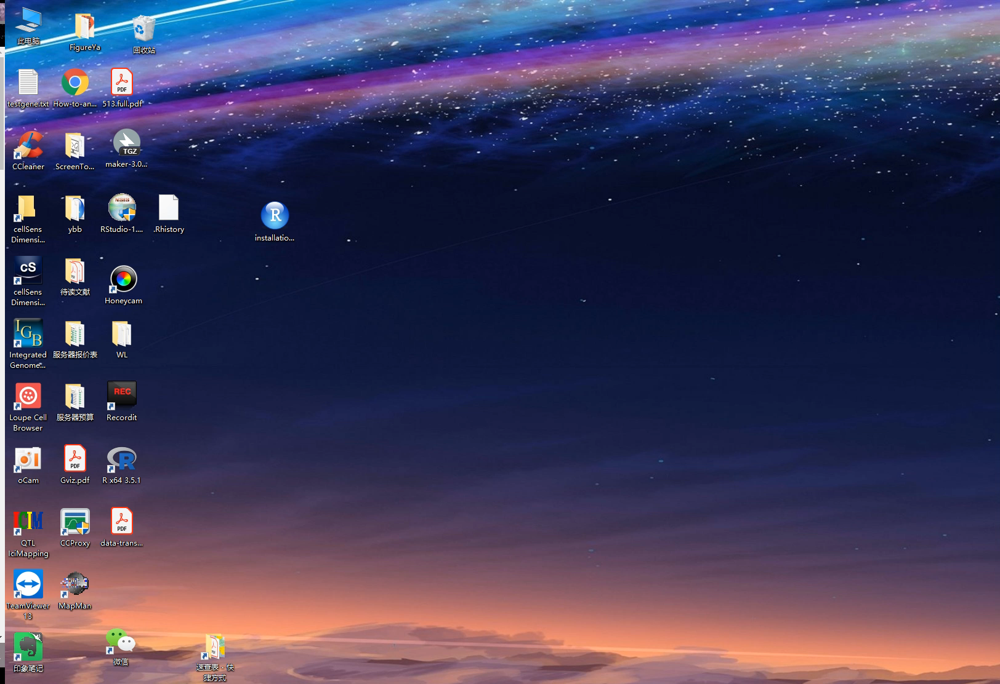 此电脑
FigureYa
回收站
testgene.txt
How-to-an...
PDF
513.full.pdf
CCleaner
ScreenTo...
TGZ
maker-3.0...
cellSens
Dimensi...
ybb
NSIS
RStudio-1....
.Rhistory
R
installatio...
cS
cellSens
Dimensi...
待读文献
Honeycam
IGB
Integrated
Genome...
服务器报价表
WL
Loupe Cell
Browser
服务器预算
REC
Recordit
oCam
PDF
Gviz.pdf
R
R x64 3.5.1
ICIM
QTL
IciMapping
CCProxy
PDF
data-trans...
TeamViewer
13
MapMan
印象笔记
微信
速查表 - 快
捷方式